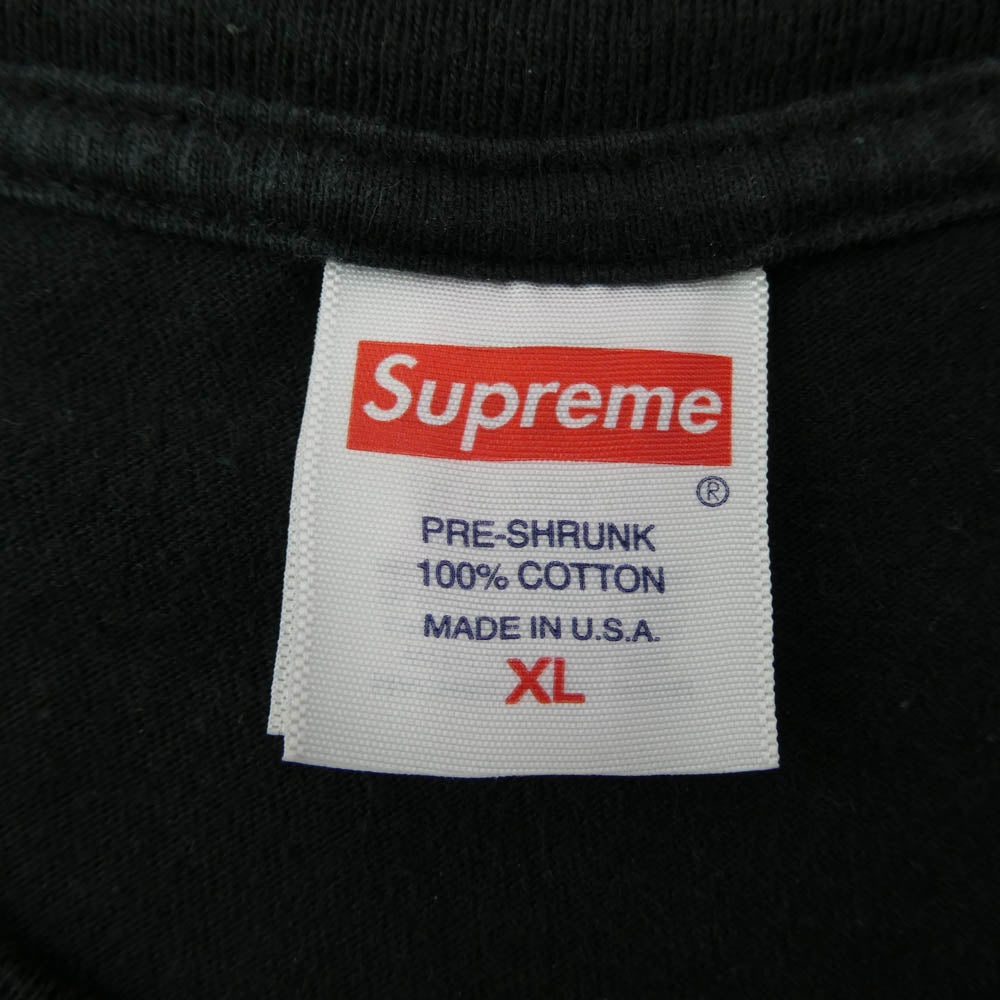 Supreme
®
PRE-SHRUNK
100% COTTON
MADE IN U.S.A.
XL